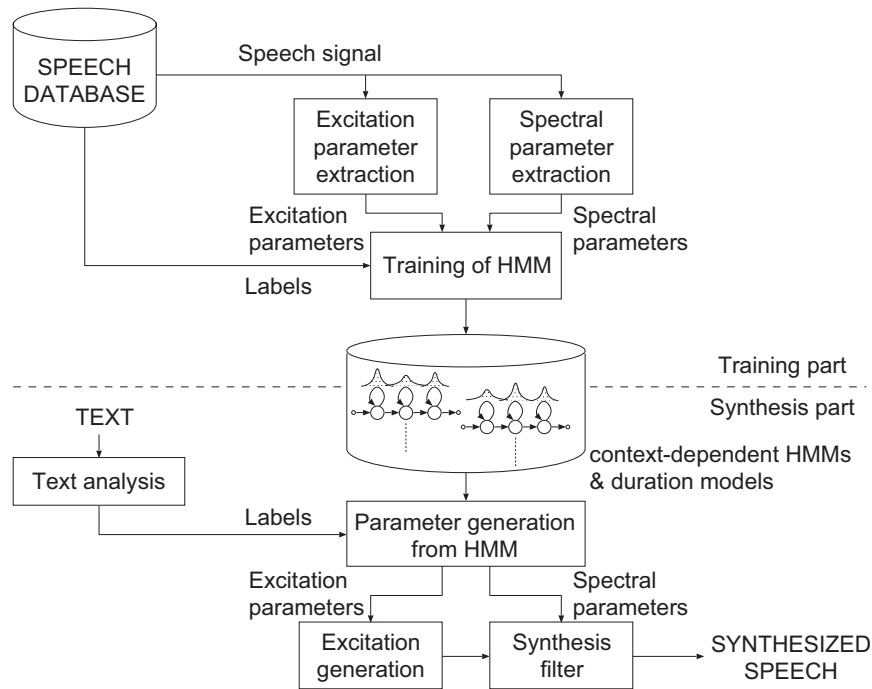 SPEECH
DATABASE
Speech signal
Excitation
parameter
extraction
Spectral
parameter
extraction
Excitation
parameters
Spectral
parameters
Training of HMM
Labels
Training part
Synthesis part
TEXT
Text analysis
context-dependent HMMs
& duration models
Labels
Parameter generation
from HMM
Excitation
parameters
Spectral
parameters
Excitation
generation
Synthesis
filter
SYNTHESIZED
SPEECH